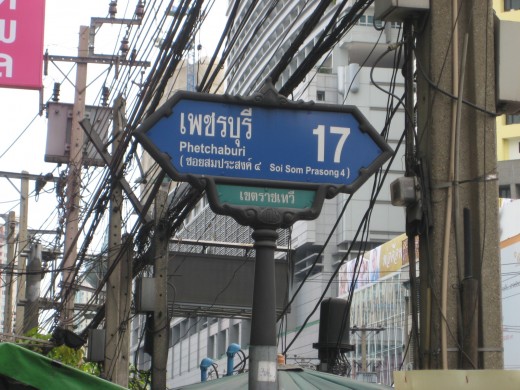 เพชรบุรี 17
Phetchaburi
(ซอยสมประสงค์ ๔ Soi Som Prasong 4)
เขตราชเทวี